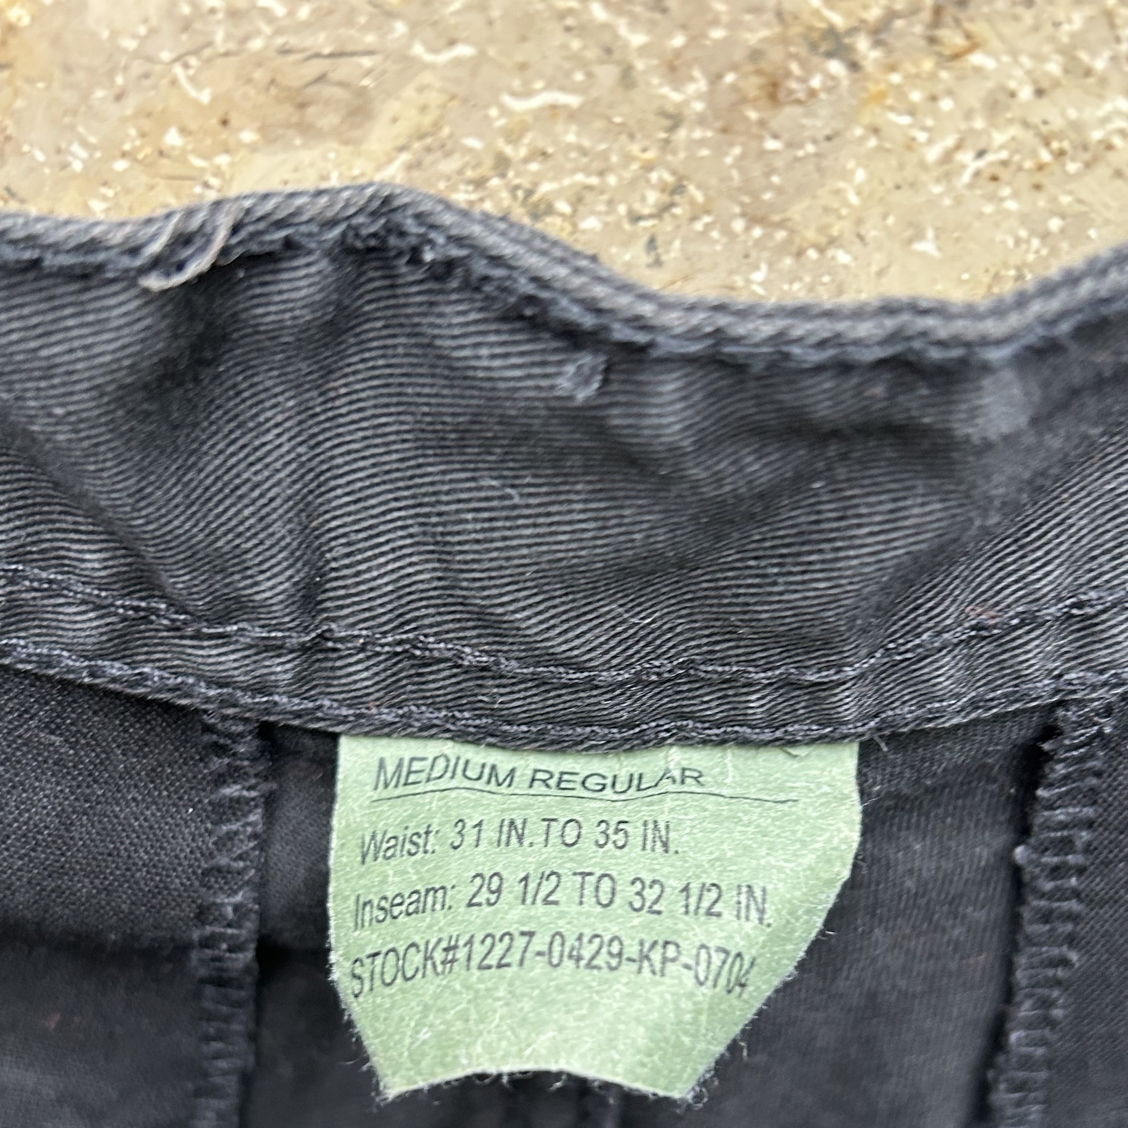 MEDIUM REGULAR
Waist: 31 IN.TO 35 IN.
Inseam: 29 1/2 TO 32 1/2 IN.
STOCK#1227-0429-KP-0704